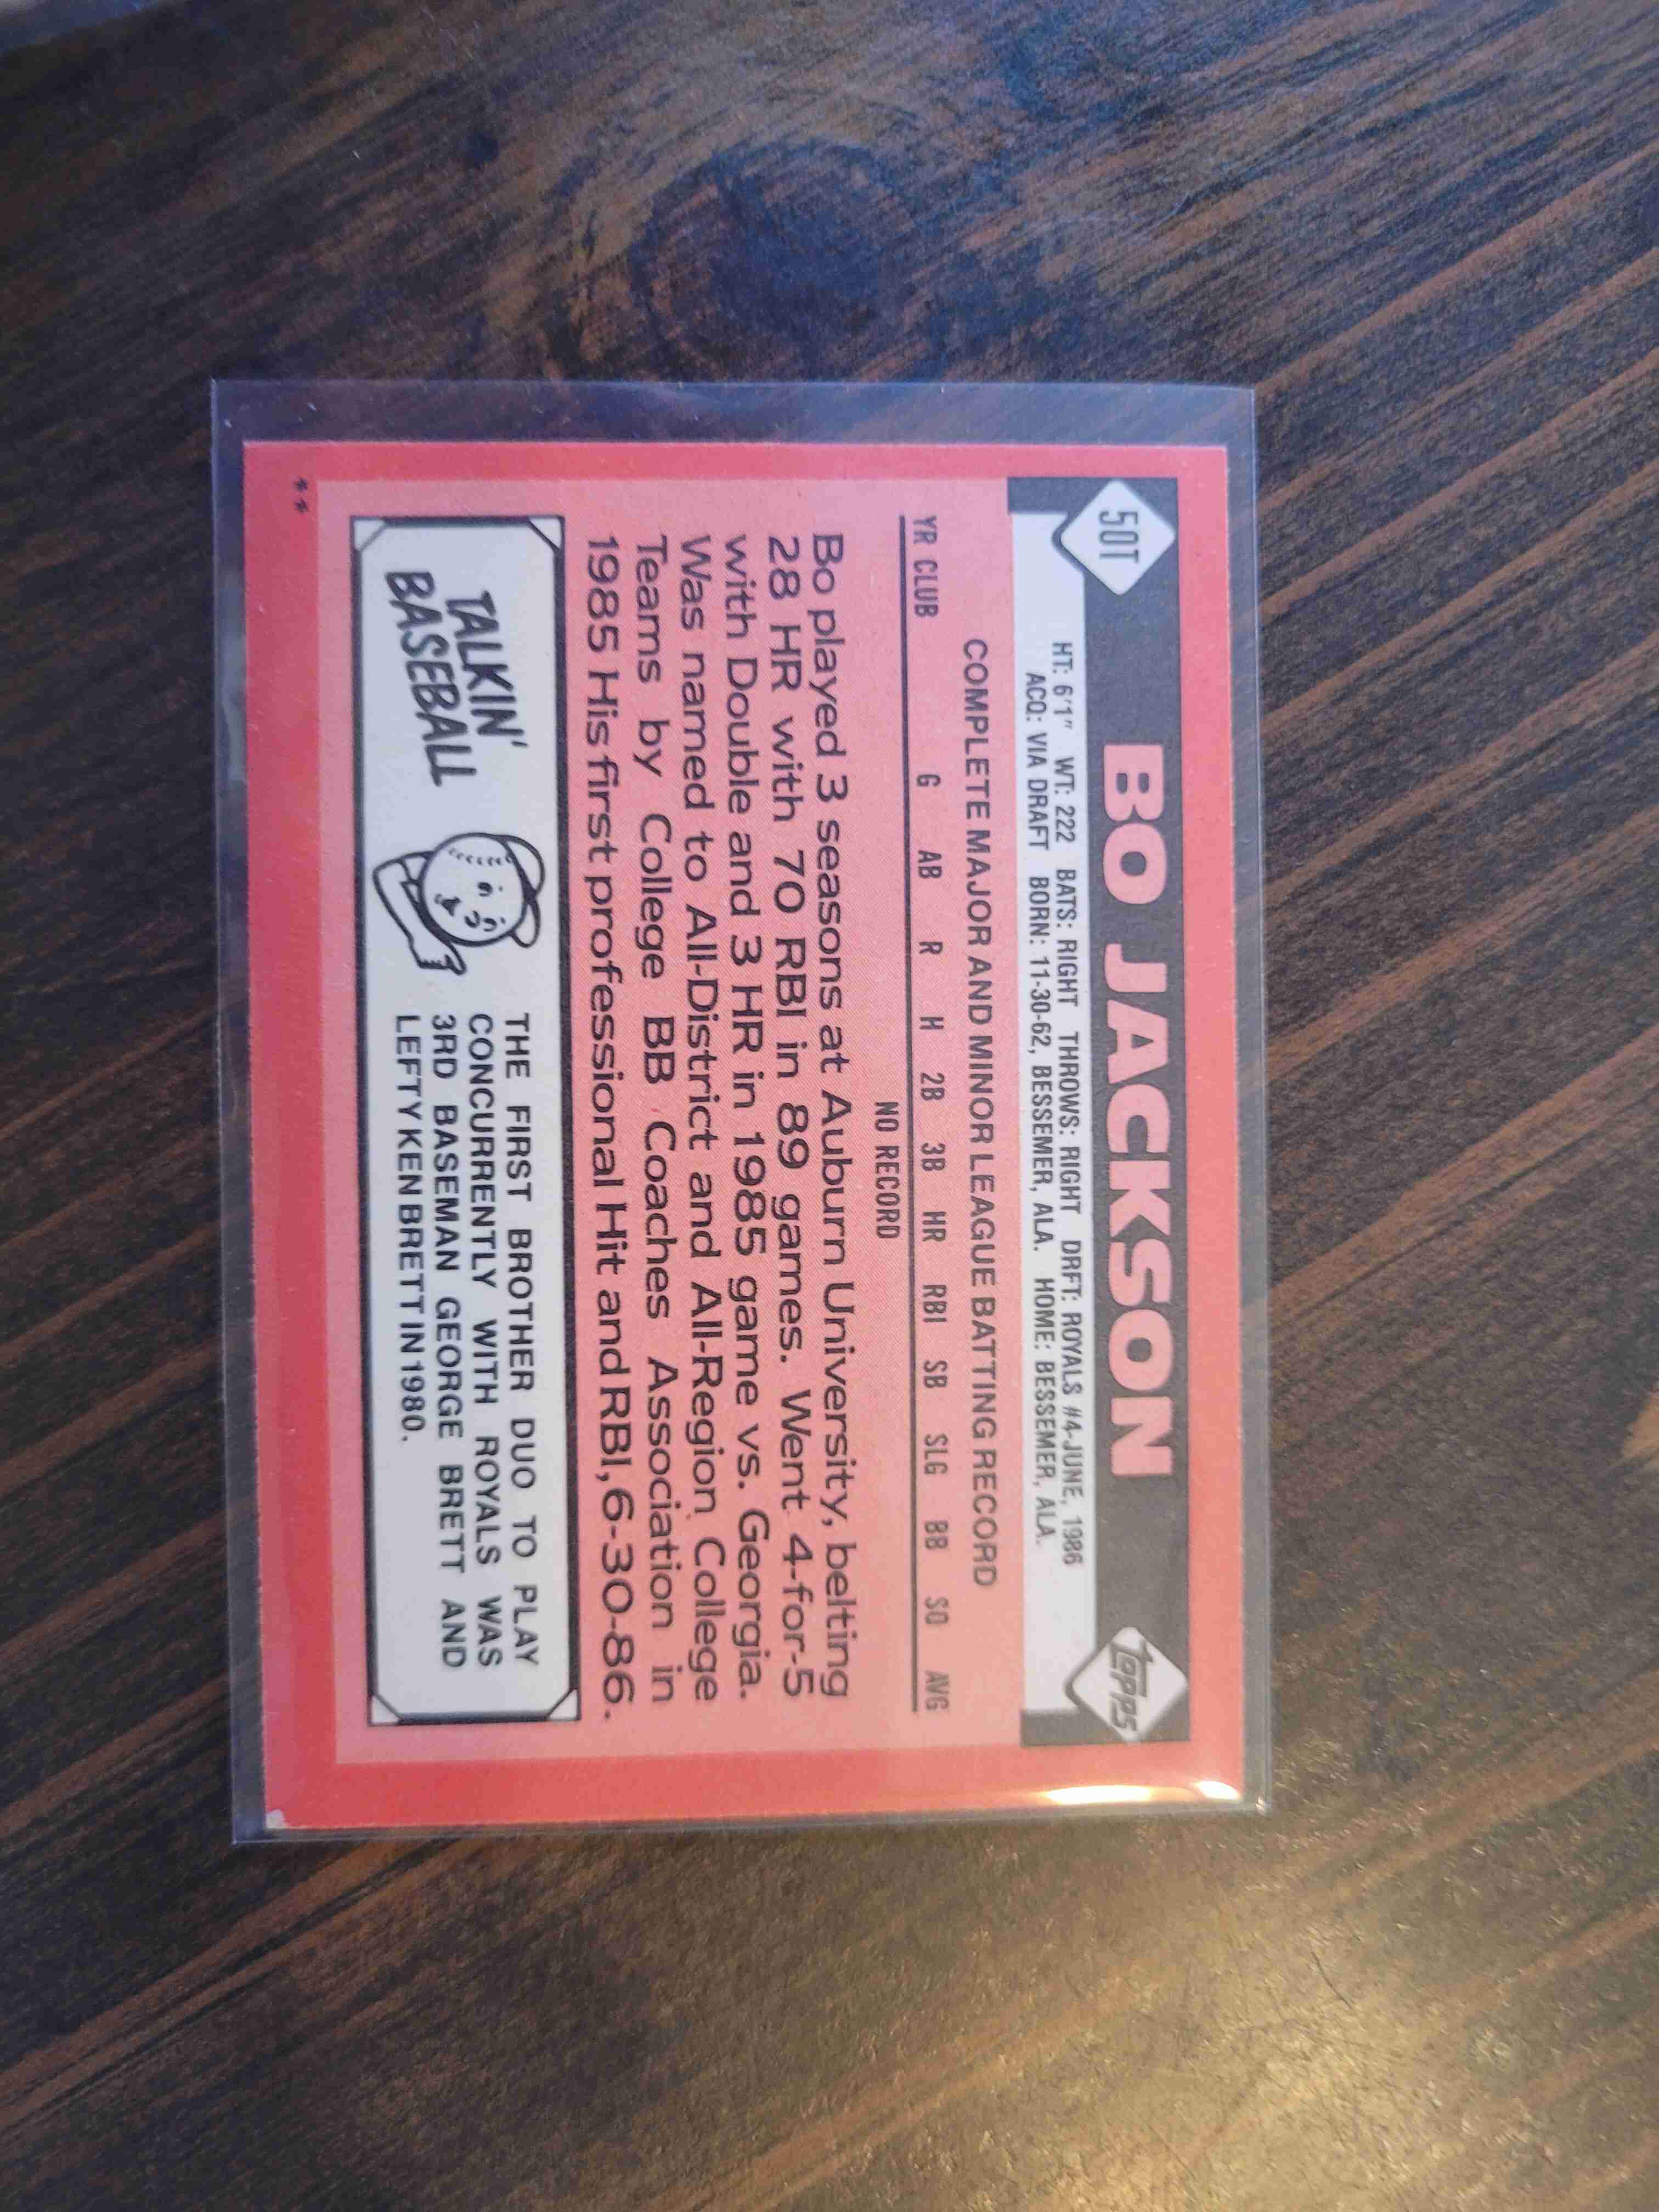 50T
BO JACKSON
topps
HT: 6'1" WT: 222 BATS: RIGHT THROWS: RIGHT DRFT: ROYALS #4-JUNE, 1986
ACQ: VIA DRAFT BORN: 11-30-62, BESSEMER, ALA. HOME: BESSEMER, ALA.
COMPLETE MAJOR AND MINOR LEAGUE BATTING RECORD
YR CLUB G AB R H 2B 3B HR RBI SB SLG BB SO AVG
NO RECORD
Bo played 3 seasons at Auburn University, belting
28 HR with 70 RBI in 89 games. Went 4-for-5
with Double and 3 HR in 1985 game vs. Georgia.
Was named to All-District and All-Region College
Teams by College BB Coaches Association in
1985 His first professional Hit and RBI, 6-30-86.
TALKIN'
BASEBALL
THE FIRST BROTHER DUO TO PLAY
CONCURRENTLY WITH ROYALS WAS
3RD BASEMAN GEORGE BRETT AND
LEFTY KEN BRETT IN 1980.
**